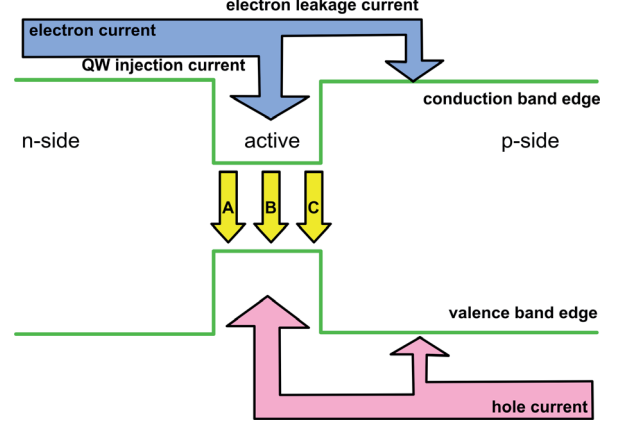 electron leakage current
electron current
QW injection current
conduction band edge
n-side
active
p-side
A
B
C
valence band edge
hole current